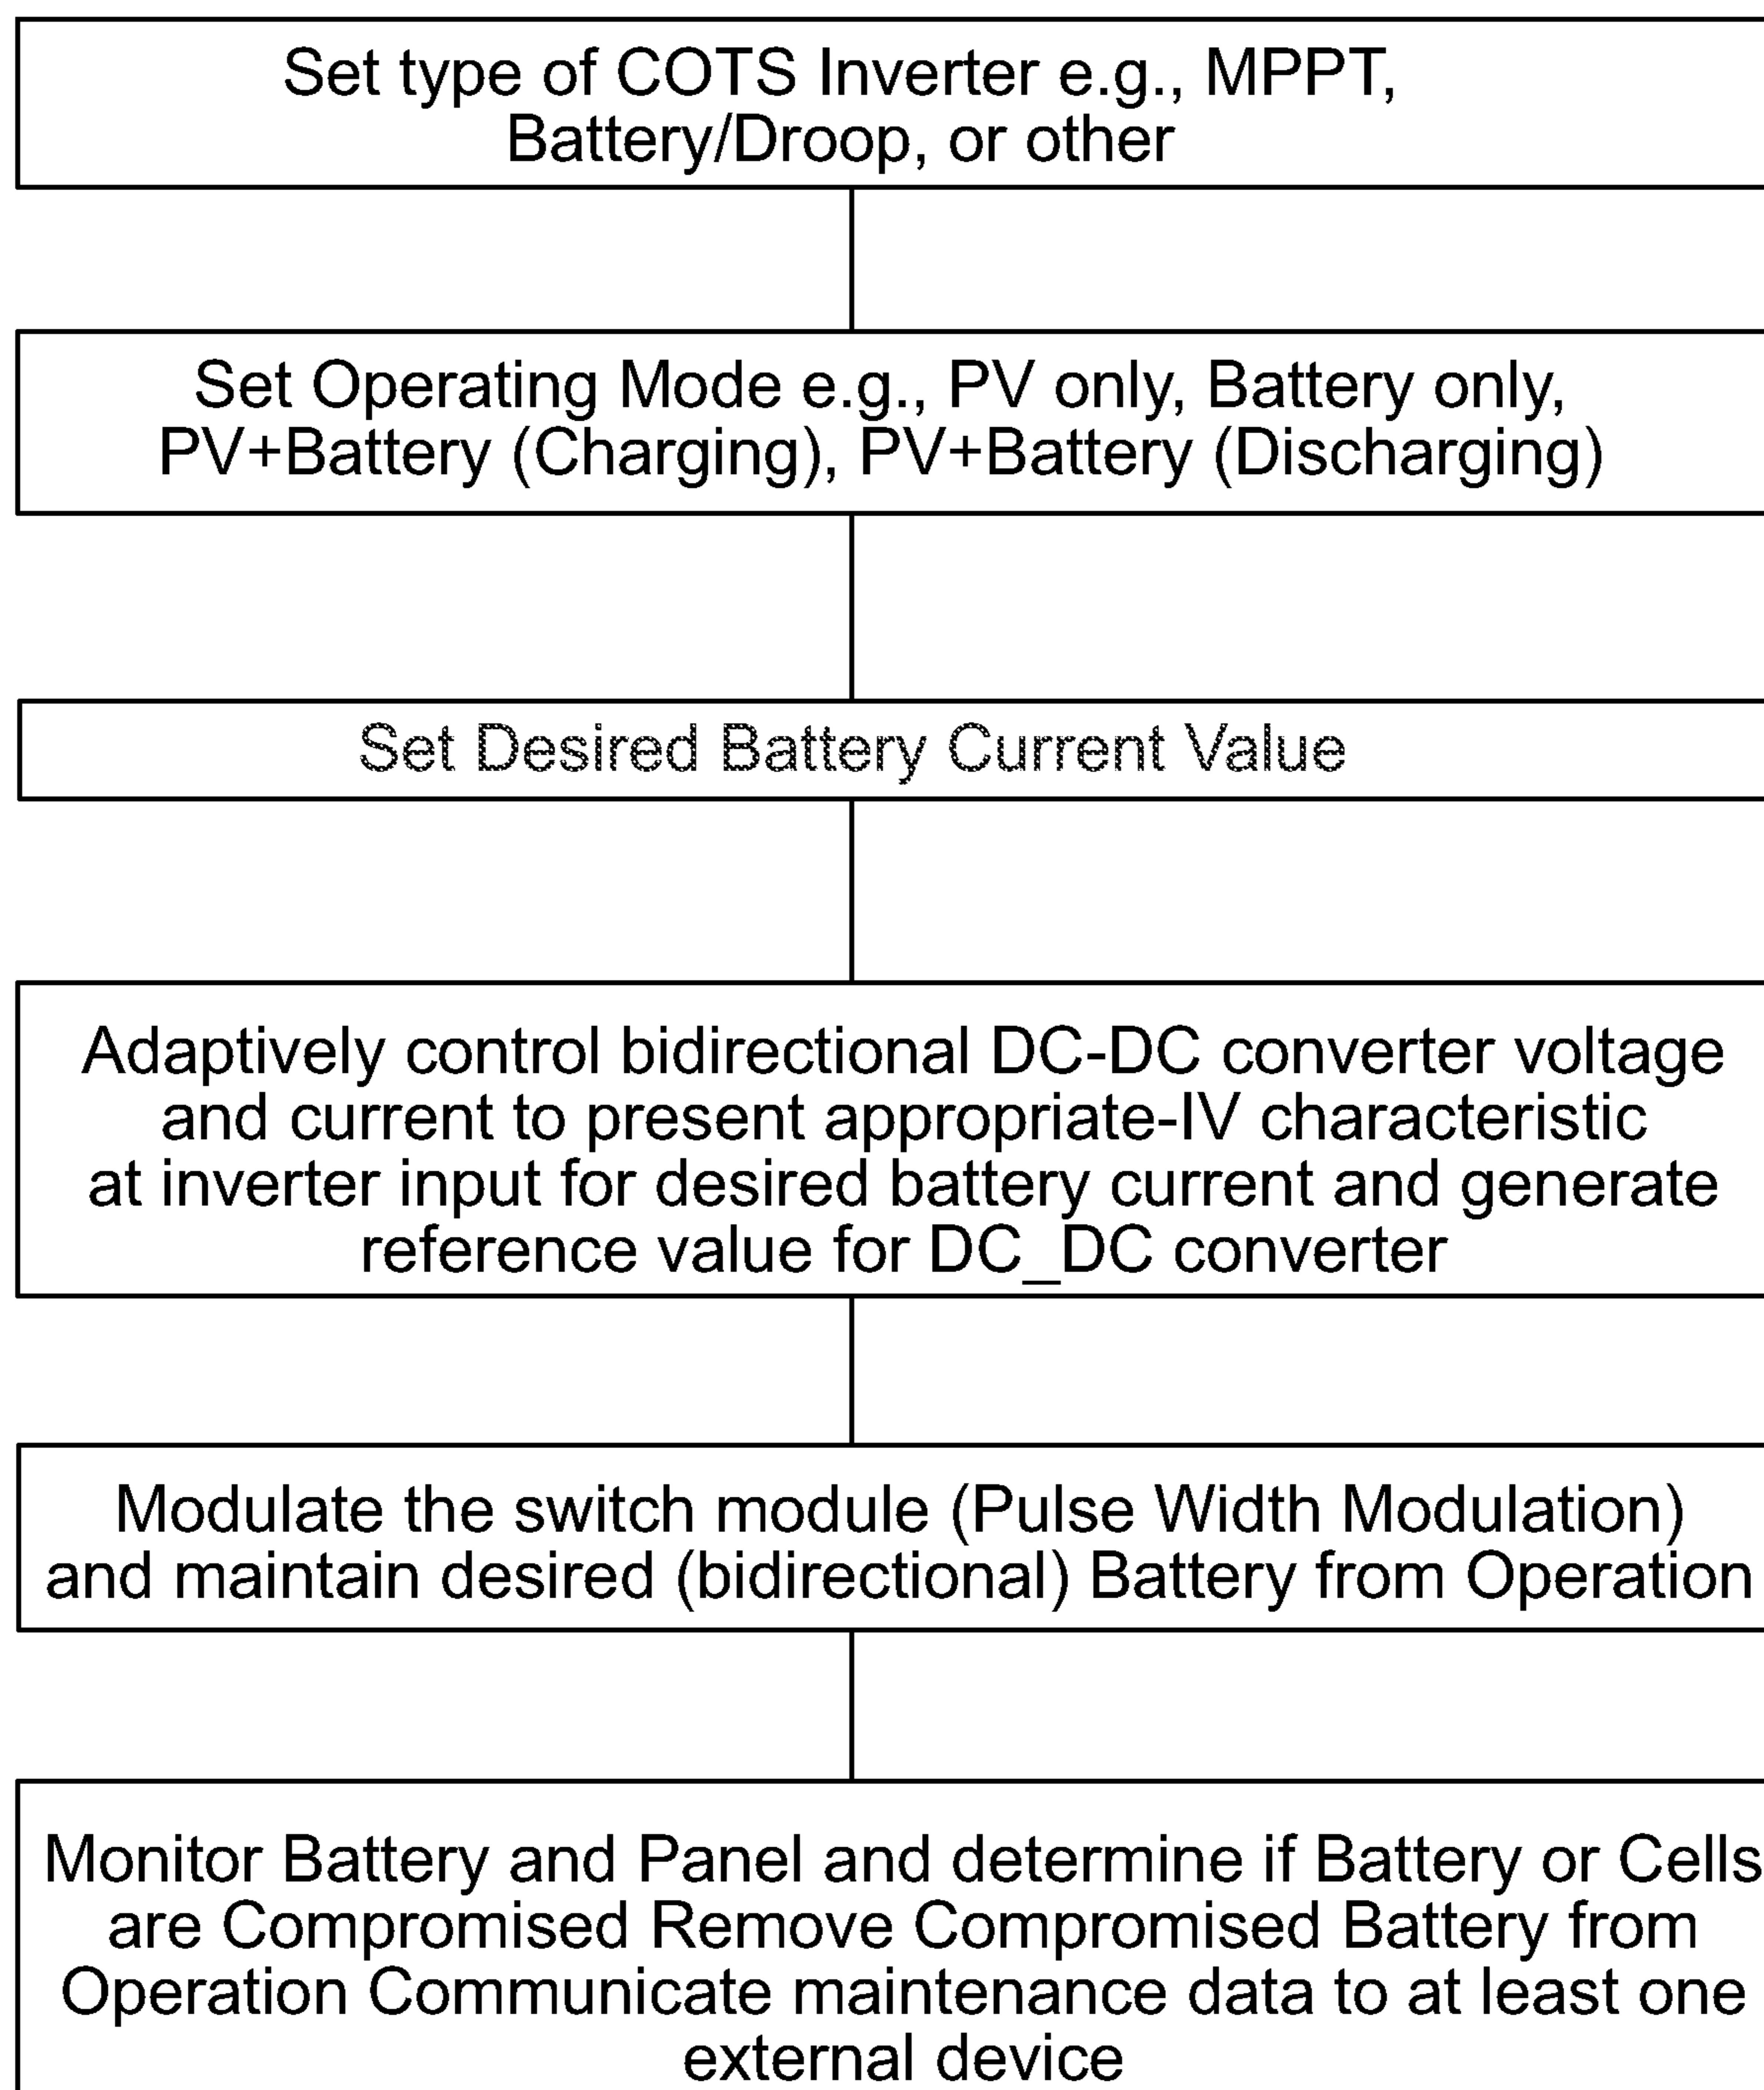 Set type of COTS Inverter e.g., MPPT,
Battery/Droop, or other
Set Operating Mode e.g., PV only, Battery only,
PV+Battery (Charging), PV+Battery (Discharging)
Set Desired Battery Current Value
Adaptively control bidirectional DC-DC converter voltage
and current to present appropriate-IV characteristic
at inverter input for desired battery current and generate
reference value for DC_DC converter
Modulate the switch module (Pulse Width Modulation)
and maintain desired (bidirectional) Battery from Operation
Monitor Battery and Panel and determine if Battery or Cells
are Compromised Remove Compromised Battery from
Operation Communicate maintenance data to at least one
external device